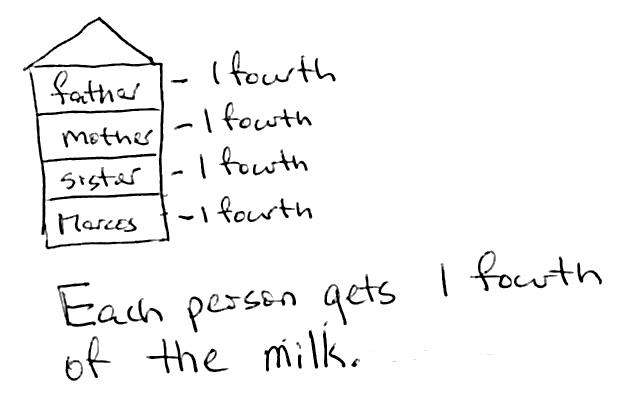 father - 1 fourth
mother - 1 fourth
sister - 1 fourth
Marcos - 1 fourth
Each person gets 1 fourth
of the milk.